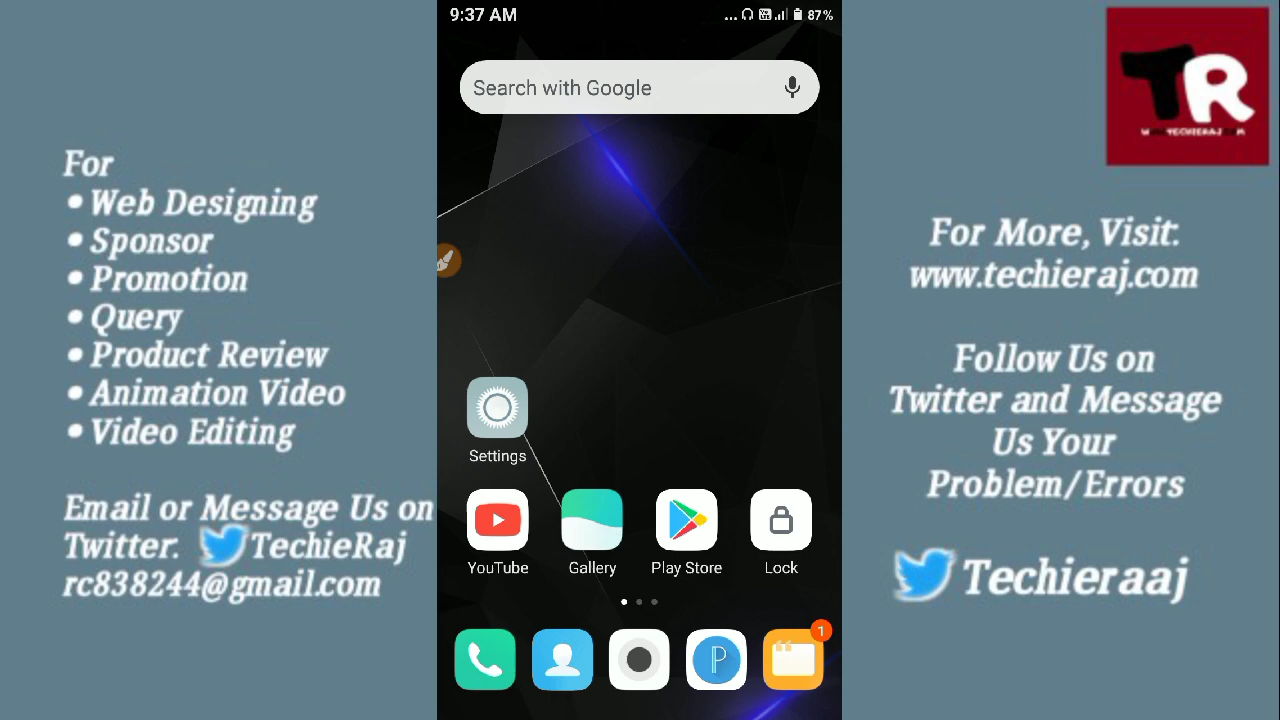 For
• Web Designing
• Sponsor
• Promotion
• Query
• Product Review
• Animation Video
• Video Editing
Email or Message Us on
Twitter. TechieRaj
rc838244@gmail.com
9:37 AM
... 87%
Search with Google
Settings
YouTube
Gallery
Play Store
Lock
1
TR
For More, Visit:
www.techieraj.com
Follow Us on
Twitter and Message
Us Your
Problem/Errors
Techieraaj